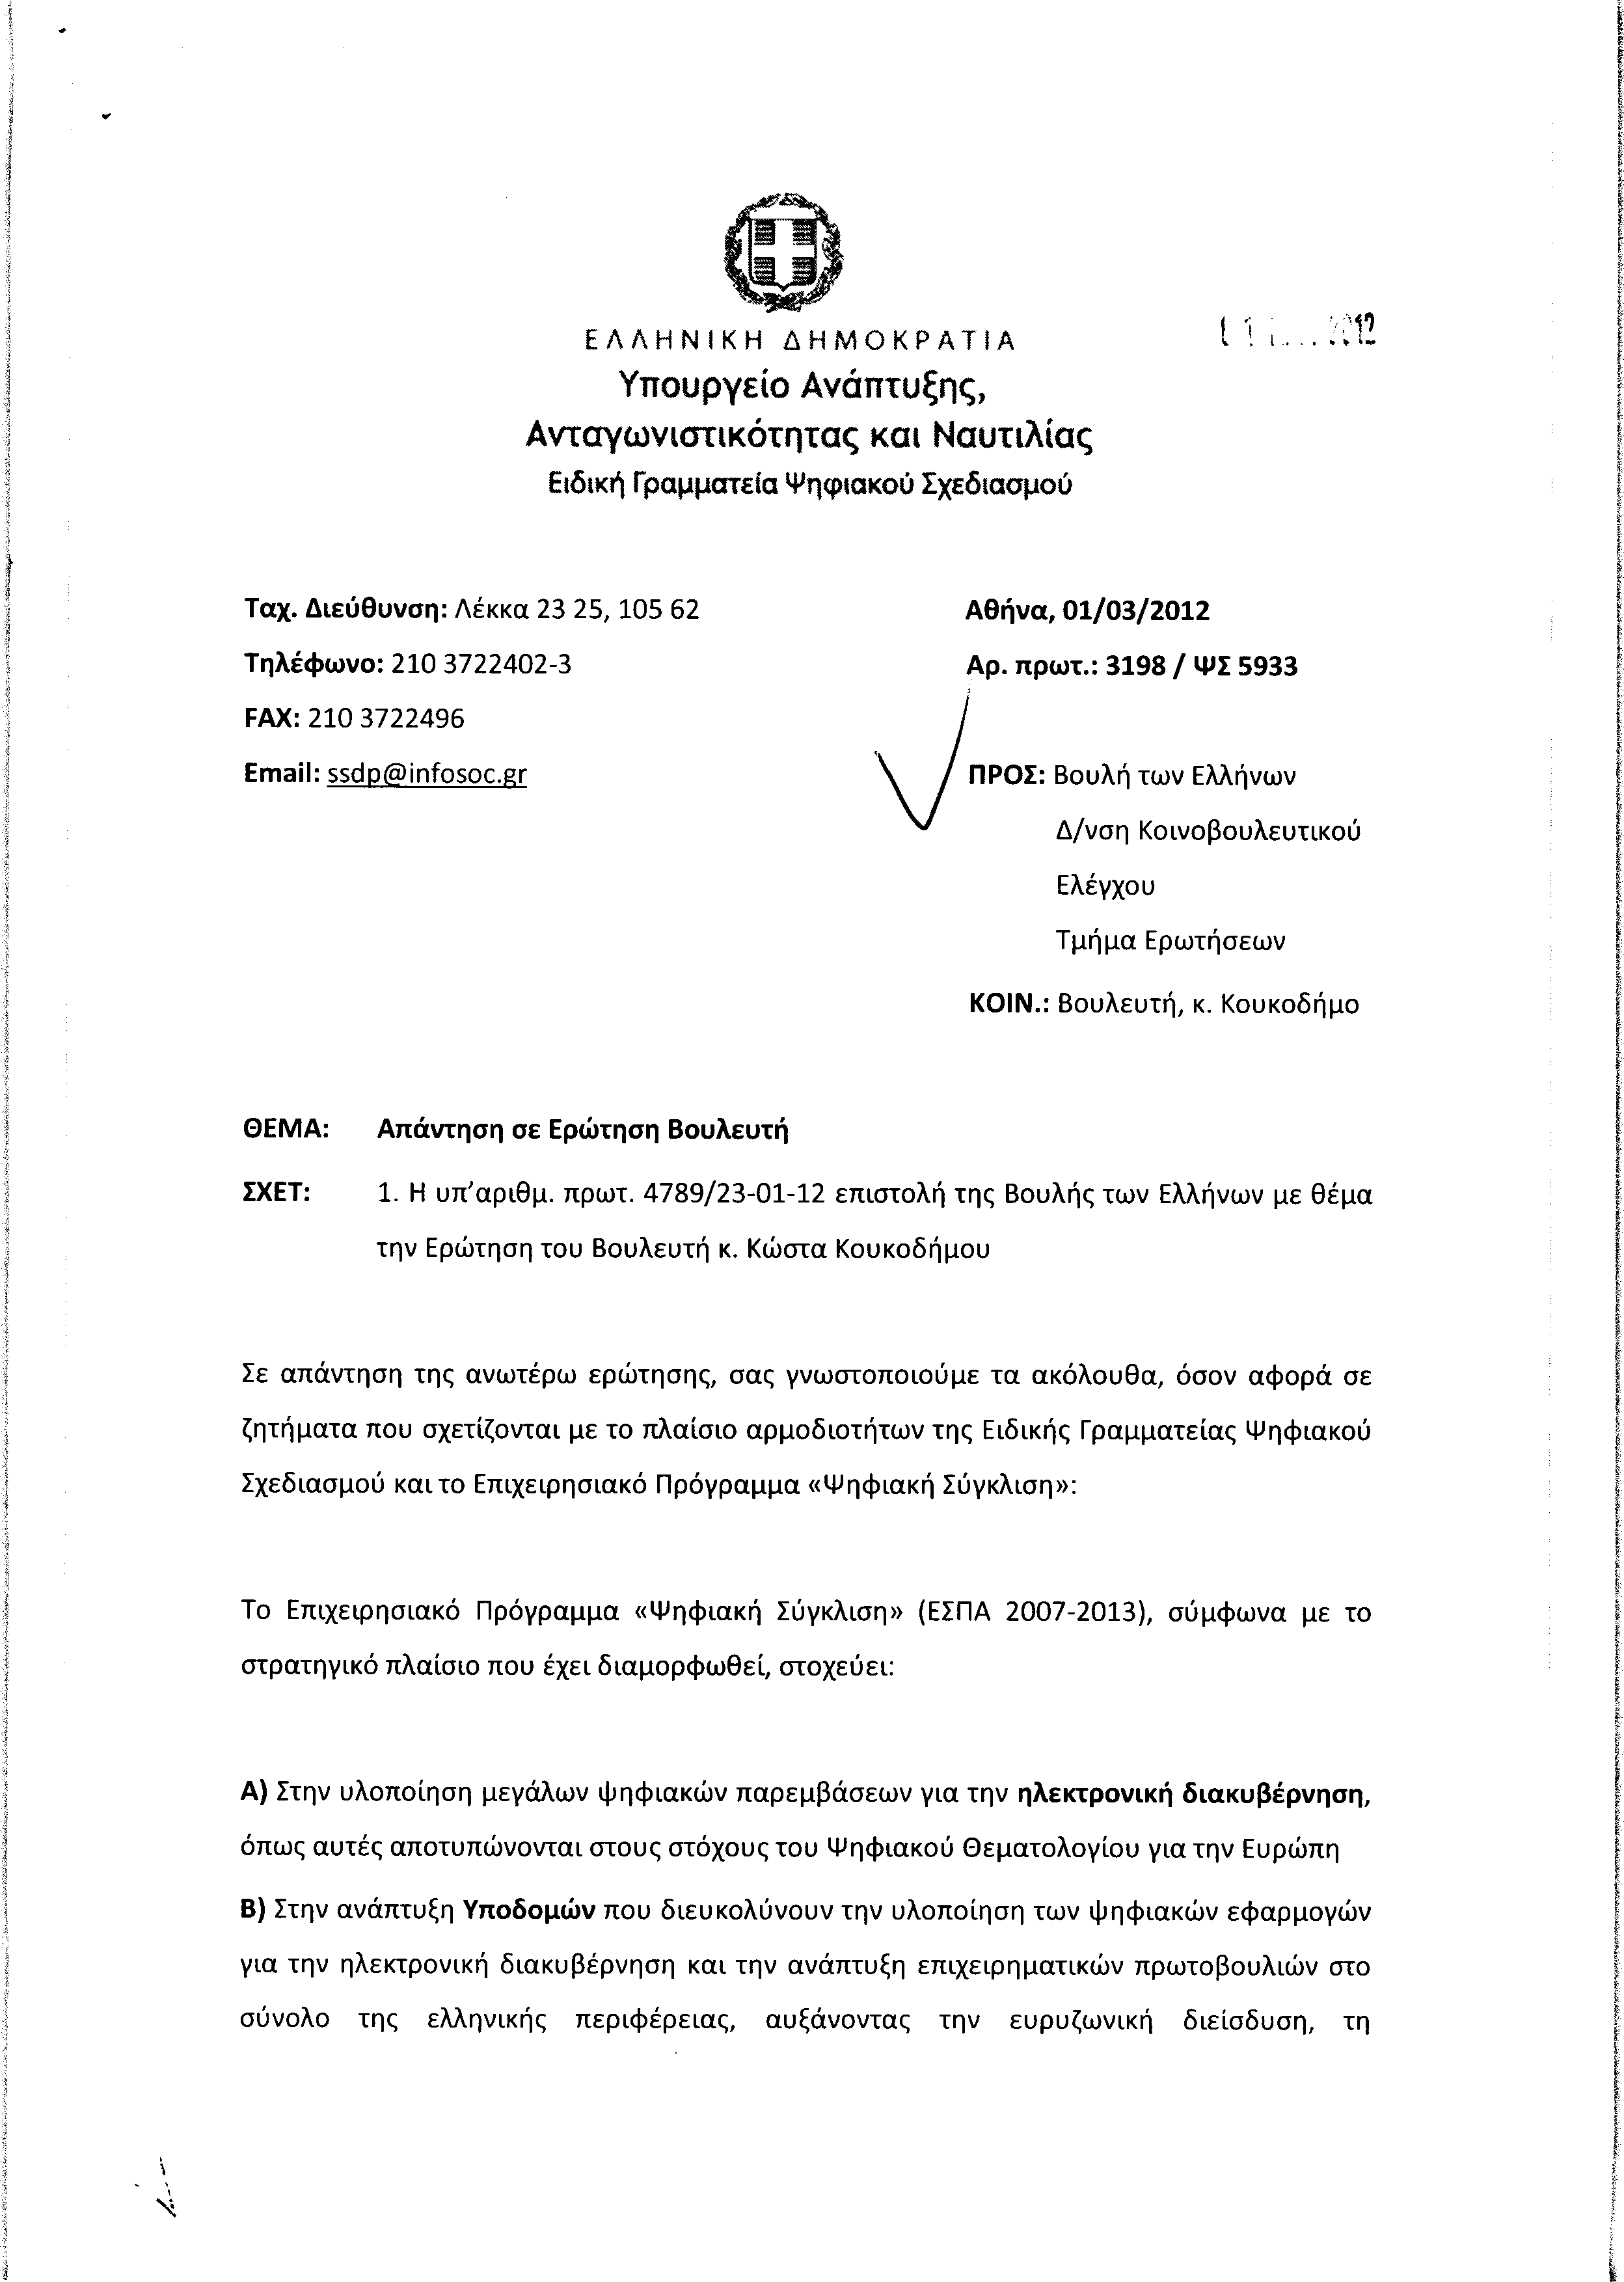 ΕΛΛΗΝΙΚΗ ΔΗΜΟΚΡΑΤΙΑ
Υπουργείο Ανάπτυξης,
Ανταγωνιστικότητας και Ναυτιλίας
Ειδική Γραμματεία Ψηφιακού Σχεδιασμού
2012
Ταχ. Διεύθυνση: Λέκκα 23 25, 105 62
Τηλέφωνο: 210 3722402-3
FAX: 210 3722496
Email: ssdp@infosoc.gr
Αθήνα, 01/03/2012
Αρ. πρωτ.: 3198 / ΨΣ 5933
ΠΡΟΣ: Βουλή των Ελλήνων
Δ/νση Κοινοβουλευτικού
Ελέγχου
Τμήμα Ερωτήσεων
ΚΟΙΝ.: Βουλευτή, κ. Κουκοδήμο
ΘΕΜΑ: Απάντηση σε Ερώτηση Βουλευτή
ΣΧΕΤ: 1. Η υπ'αριθμ. πρωτ. 4789/23-01-12 επιστολή της Βουλής των Ελλήνων με θέμα
την Ερώτηση του Βουλευτή κ. Κώστα Κουκοδήμου
Σε απάντηση της ανωτέρω ερώτησης, σας γνωστοποιούμε τα ακόλουθα, όσον αφορά σε
ζητήματα που σχετίζονται με το πλαίσιο αρμοδιοτήτων της Ειδικής Γραμματείας Ψηφιακού
Σχεδιασμού και το Επιχειρησιακό Πρόγραμμα «Ψηφιακή Σύγκλιση»:
Το Επιχειρησιακό Πρόγραμμα «Ψηφιακή Σύγκλιση» (ΕΣΠΑ 2007-2013), σύμφωνα με το
στρατηγικό πλαίσιο που έχει διαμορφωθεί, στοχεύει:
Α) Στην υλοποίηση μεγάλων ψηφιακών παρεμβάσεων για την ηλεκτρονική διακυβέρνηση,
όπως αυτές αποτυπώνονται στους στόχους του Ψηφιακού Θεματολογίου για την Ευρώπη
Β) Στην ανάπτυξη Υποδομών που διευκολύνουν την υλοποίηση των ψηφιακών εφαρμογών
για την ηλεκτρονική διακυβέρνηση και την ανάπτυξη επιχειρηματικών πρωτοβουλιών στο
σύνολο της ελληνικής περιφέρειας, αυξάνοντας την ευρυζωνική διείσδυση, τη